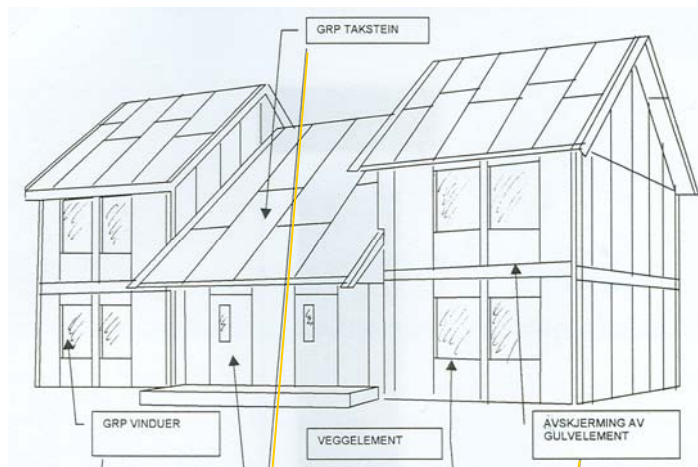 GRP TAKSTEIN
GRP VINDUER
VEGGELEMENT
AVSKJERMING AV
GULVELEMENT